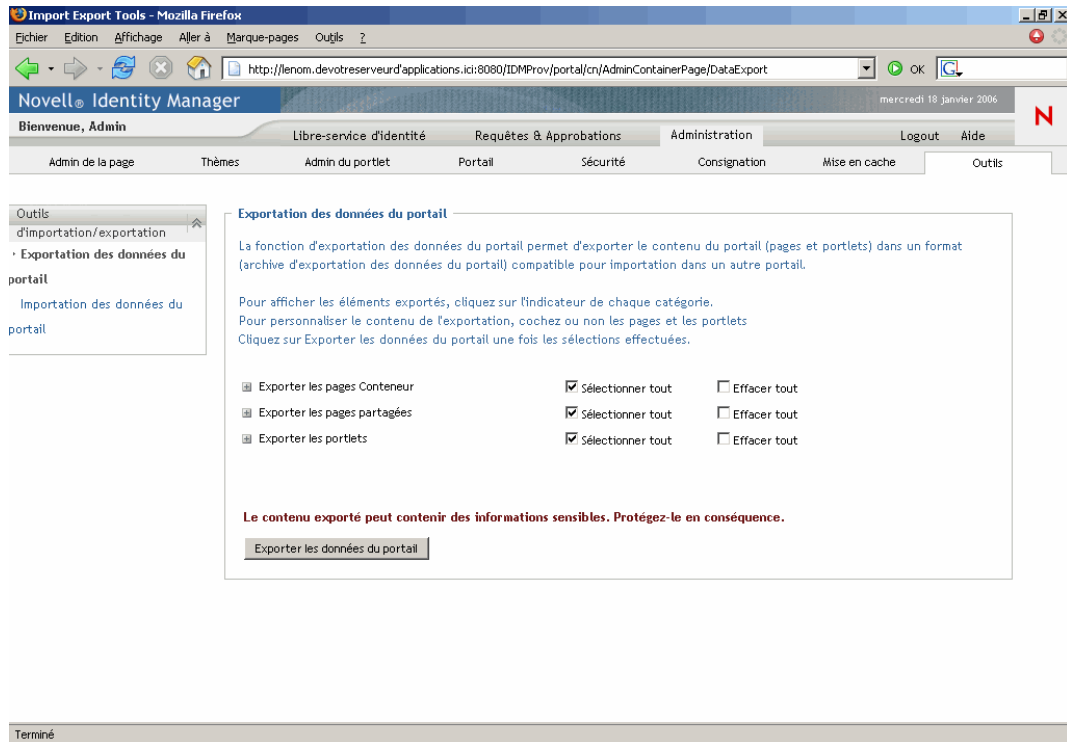 Import Export Tools - Mozilla Firefox
Fichier Edition Affichage Aller à Marque-pages Outils ?
http://lenom.devotreserveurd'applications.ici:8080/IDMProv/portal/cn/AdminContainerPage/DataExport OK G
Novell® Identity Manager mercredi 18 janvier 2006
N
Bienvenue, Admin
Libre-service d'identité Requêtes & Approbations Administration Logout Aide
Admin de la page Thèmes Admin du portlet Portail Sécurité Consignation Mise en cache Outils
Outils
d'importation/exportation
Exportation des données du
portail
Importation des données du
portail
Exportation des données du portail
La fonction d'exportation des données du portail permet d'exporter le contenu du portail (pages et portlets) dans un format
(archive d'exportation des données du portail) compatible pour importation dans un autre portail.
Pour afficher les éléments exportés, cliquez sur l'indicateur de chaque catégorie.
Pour personnaliser le contenu de l'exportation, cochez ou non les pages et les portlets
Cliquez sur Exporter les données du portail une fois les sélections effectuées.
Exporter les pages Conteneur Sélectionner tout Effacer tout
Exporter les pages partagées Sélectionner tout Effacer tout
Exporter les portlets Sélectionner tout Effacer tout
Le contenu exporté peut contenir des informations sensibles. Protégez-le en conséquence.
Exporter les données du portail
Terminé